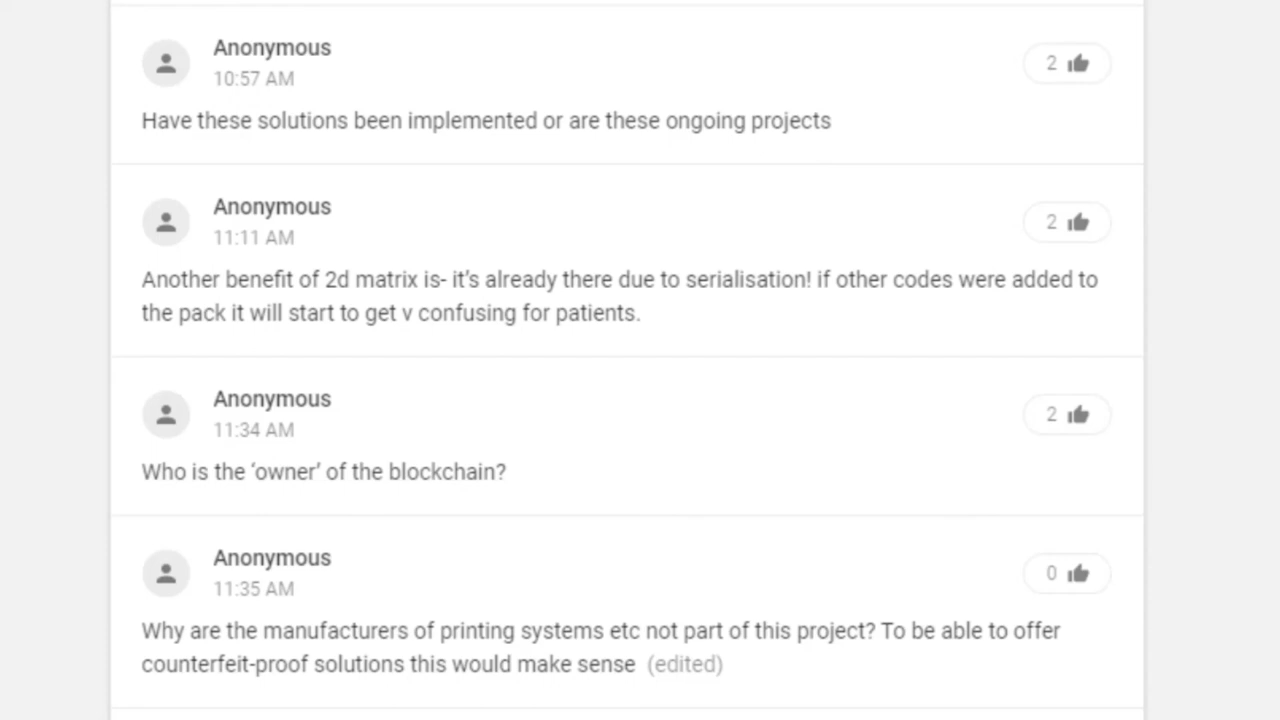 Anonymous
2
10:57 AM
Have these solutions been implemented or are these ongoing projects
Anonymous
2
11:11 AM
Another benefit of 2d matrix is- it's already there due to serialisation! if other codes were added to
the pack it will start to get v confusing for patients.
Anonymous
2
11:34 AM
Who is the ‘owner’ of the blockchain?
Anonymous
0
11:35 AM
Why are the manufacturers of printing systems etc not part of this project? To be able to offer
counterfeit-proof solutions this would make sense (edited)